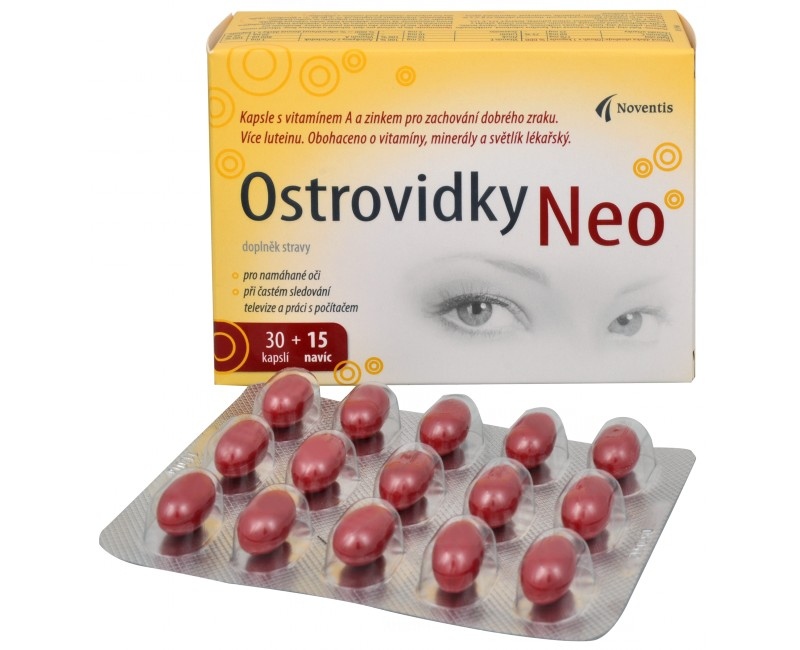 Kapsle s vitamínem A a zinkem pro zachování dobrého zraku.
Více luteinu. Obohaceno o vitamíny, minerály a světlík lékařský.
Noventis
Ostrovidky Neo
doplněk stravy
pro namáhané oči
při častém sledování
televize a práci s počítačem
30 + 15
kapslí navíc